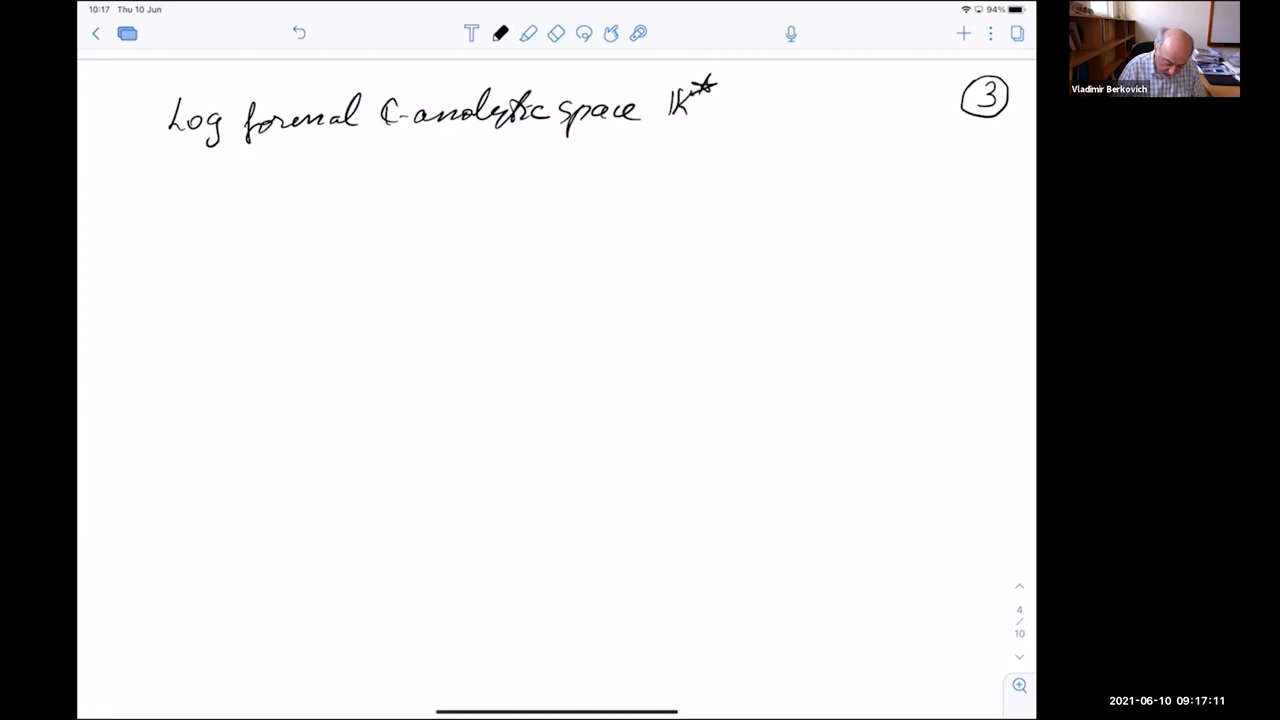 10:17 Thu 10 Jun
94%
Log formal ℂ-analytic space 𝕂*
3
Vladimir Berkovich
T
4
/
10
2021-06-10 09:17:11